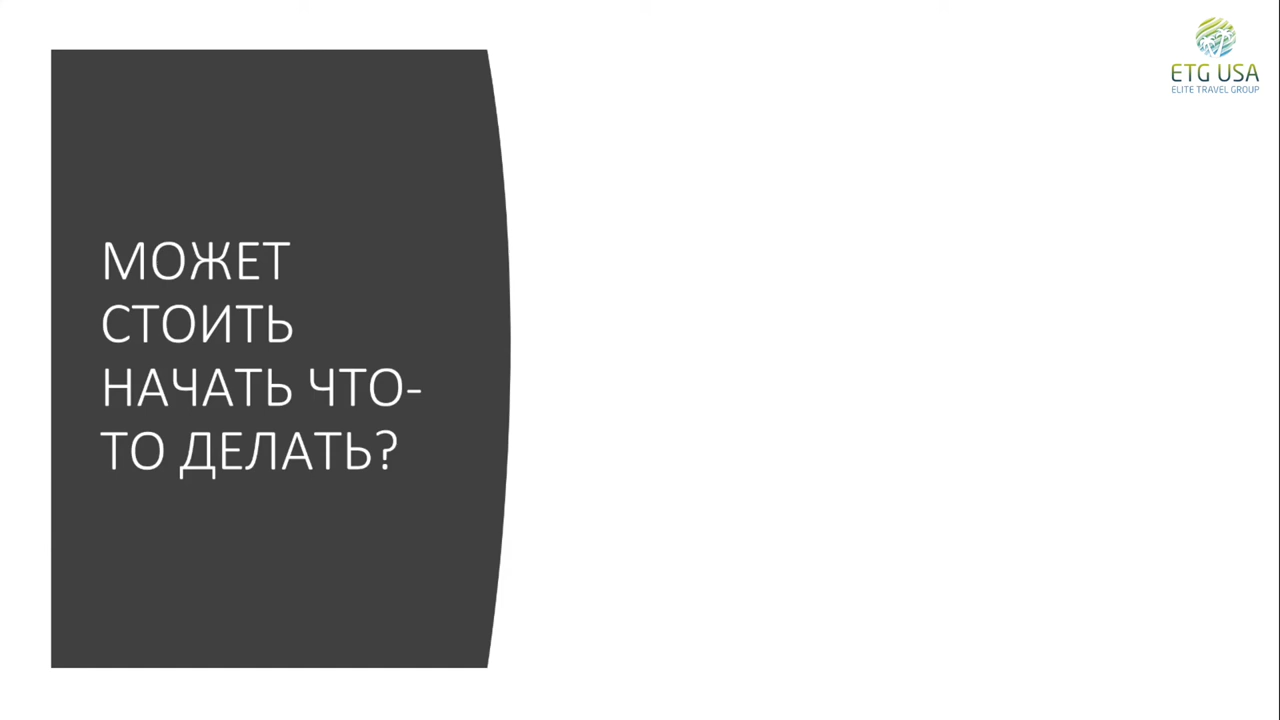 ETG USA
ELITE TRAVEL GROUP
МОЖЕТ
СТОИТЬ
НАЧАТЬ ЧТО-
ТО ДЕЛАТЬ?